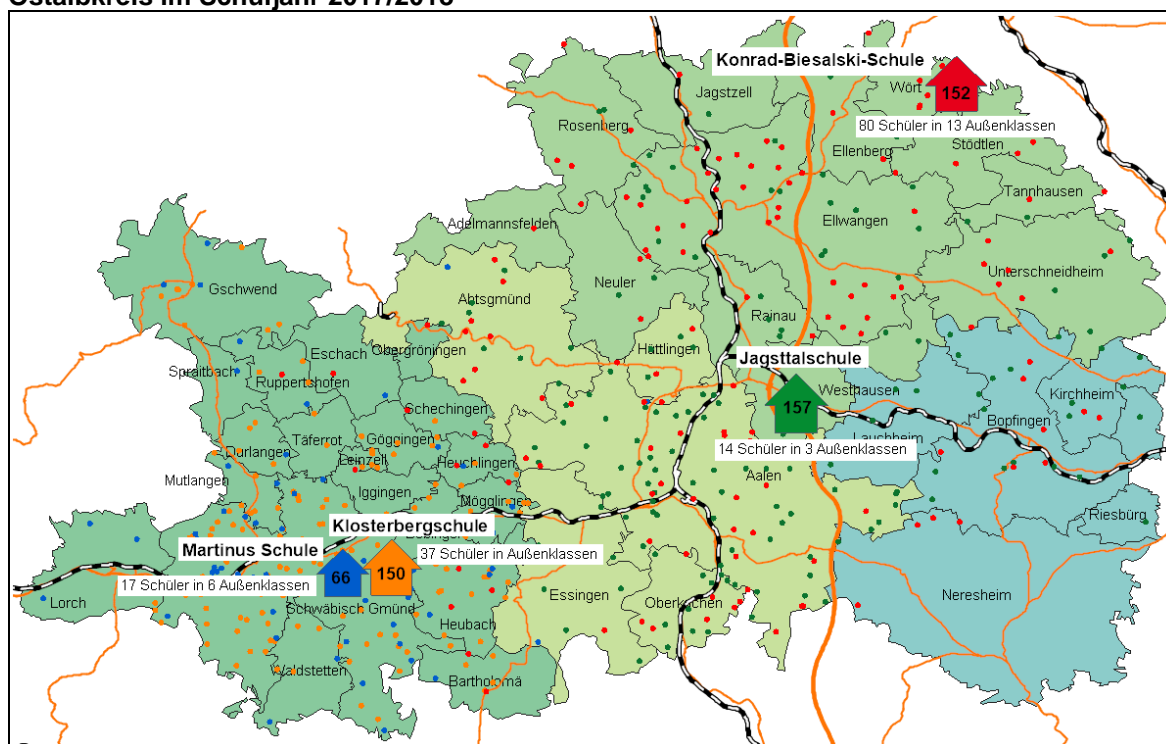 Ostalbkreis im Schuljahr 2017/2018
Konrad-Biesalski-Schule
Jagstzell
Wört
152
80 Schüler in 13 Außenklassen
Rosenberg
Ellenberg
Stödtlen
Tannhausen
Adelmannsfelden
Ellwangen
Unterschneidheim
Gschwend
Abtsgmünd
Neuler
Rainau
Obergröningen
Hüttlingen
Eschach
Spraitbach
Ruppertshofen
Jagsttalschule
Westhausen
Kirchheim
157
Schechingen
Bopfingen
Täferrot
Göggingen
14 Schüler in 3 Außenklassen
Lauchheim
Durlangen
Leinzell
Heuchlingen
Aalen
Mutlangen
Iggingen
Mögglingen
Riesbürg
Klosterbergschule
Böbingen
Martinus Schule
37 Schüler in Außenklassen
17 Schüler in 6 Außenklassen
66
150
Essingen
Neresheim
Lorch
Schwäbisch Gmünd
Oberkochen
Heubach
Waldstetten
Bartholomä